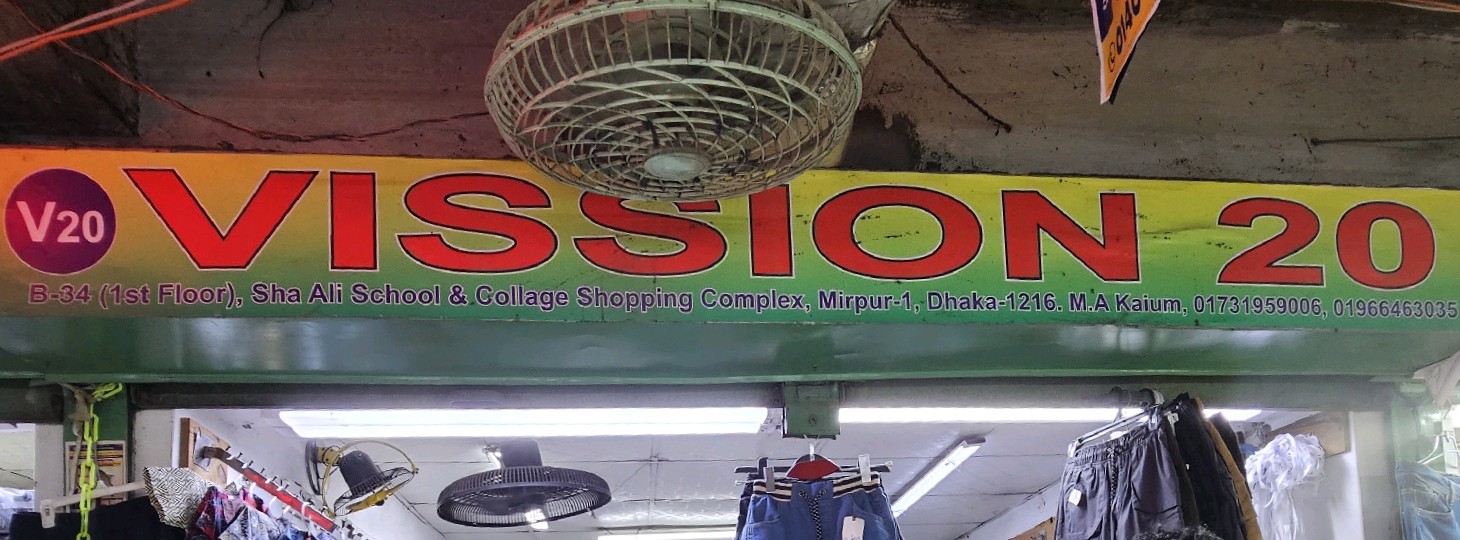 V20 VISSION 20
B-34 (1st Floor), Sha Ali School & Collage Shopping Complex, Mirpur-1, Dhaka-1216. M.A Kaium, 01731959006, 01966463035